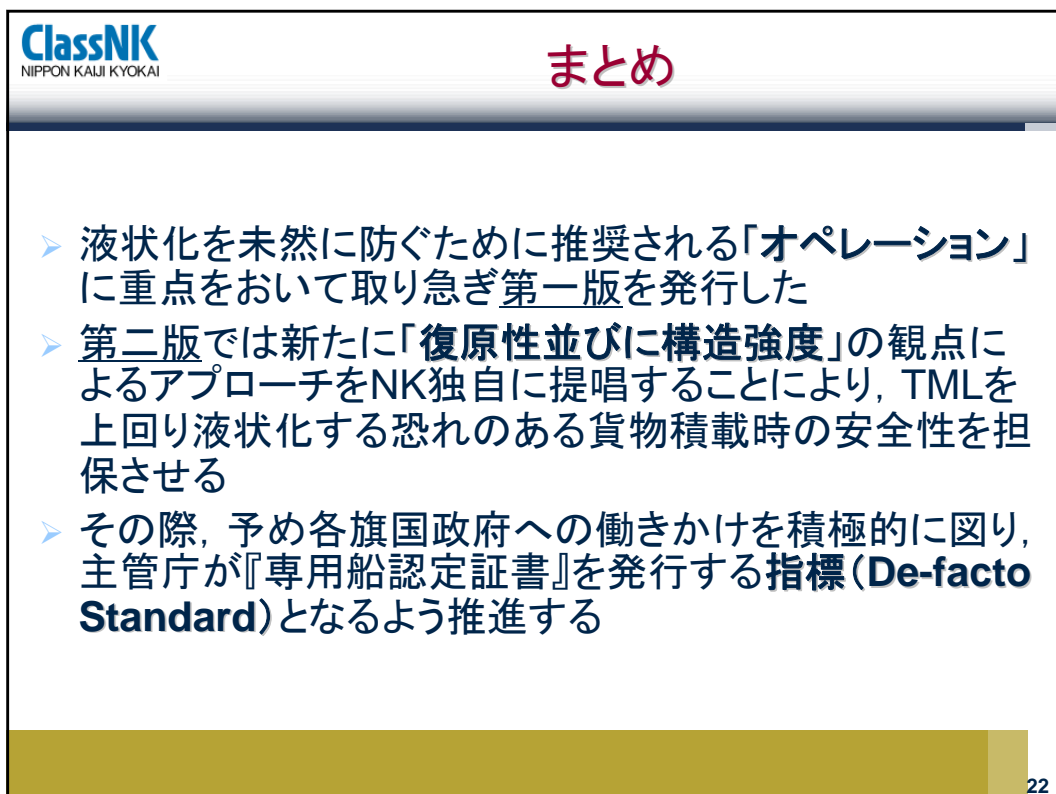 ClassNK
NIPPON KAIJI KYOKAI
まとめ
➢ 液状化を未然に防ぐために推奨される「オペレーション」
に重点をおいて取り急ぎ第一版を発行した
➢ 第二版では新たに「復原性並びに構造強度」の観点に
よるアプローチをNK独自に提唱することにより，TMLを
上回り液状化する恐れのある貨物積載時の安全性を担
保させる
➢ その際，予め各旗国政府への働きかけを積極的に図り，
主管庁が『専用船認定証書』を発行する指標（De-facto
Standard）となるよう推進する
22